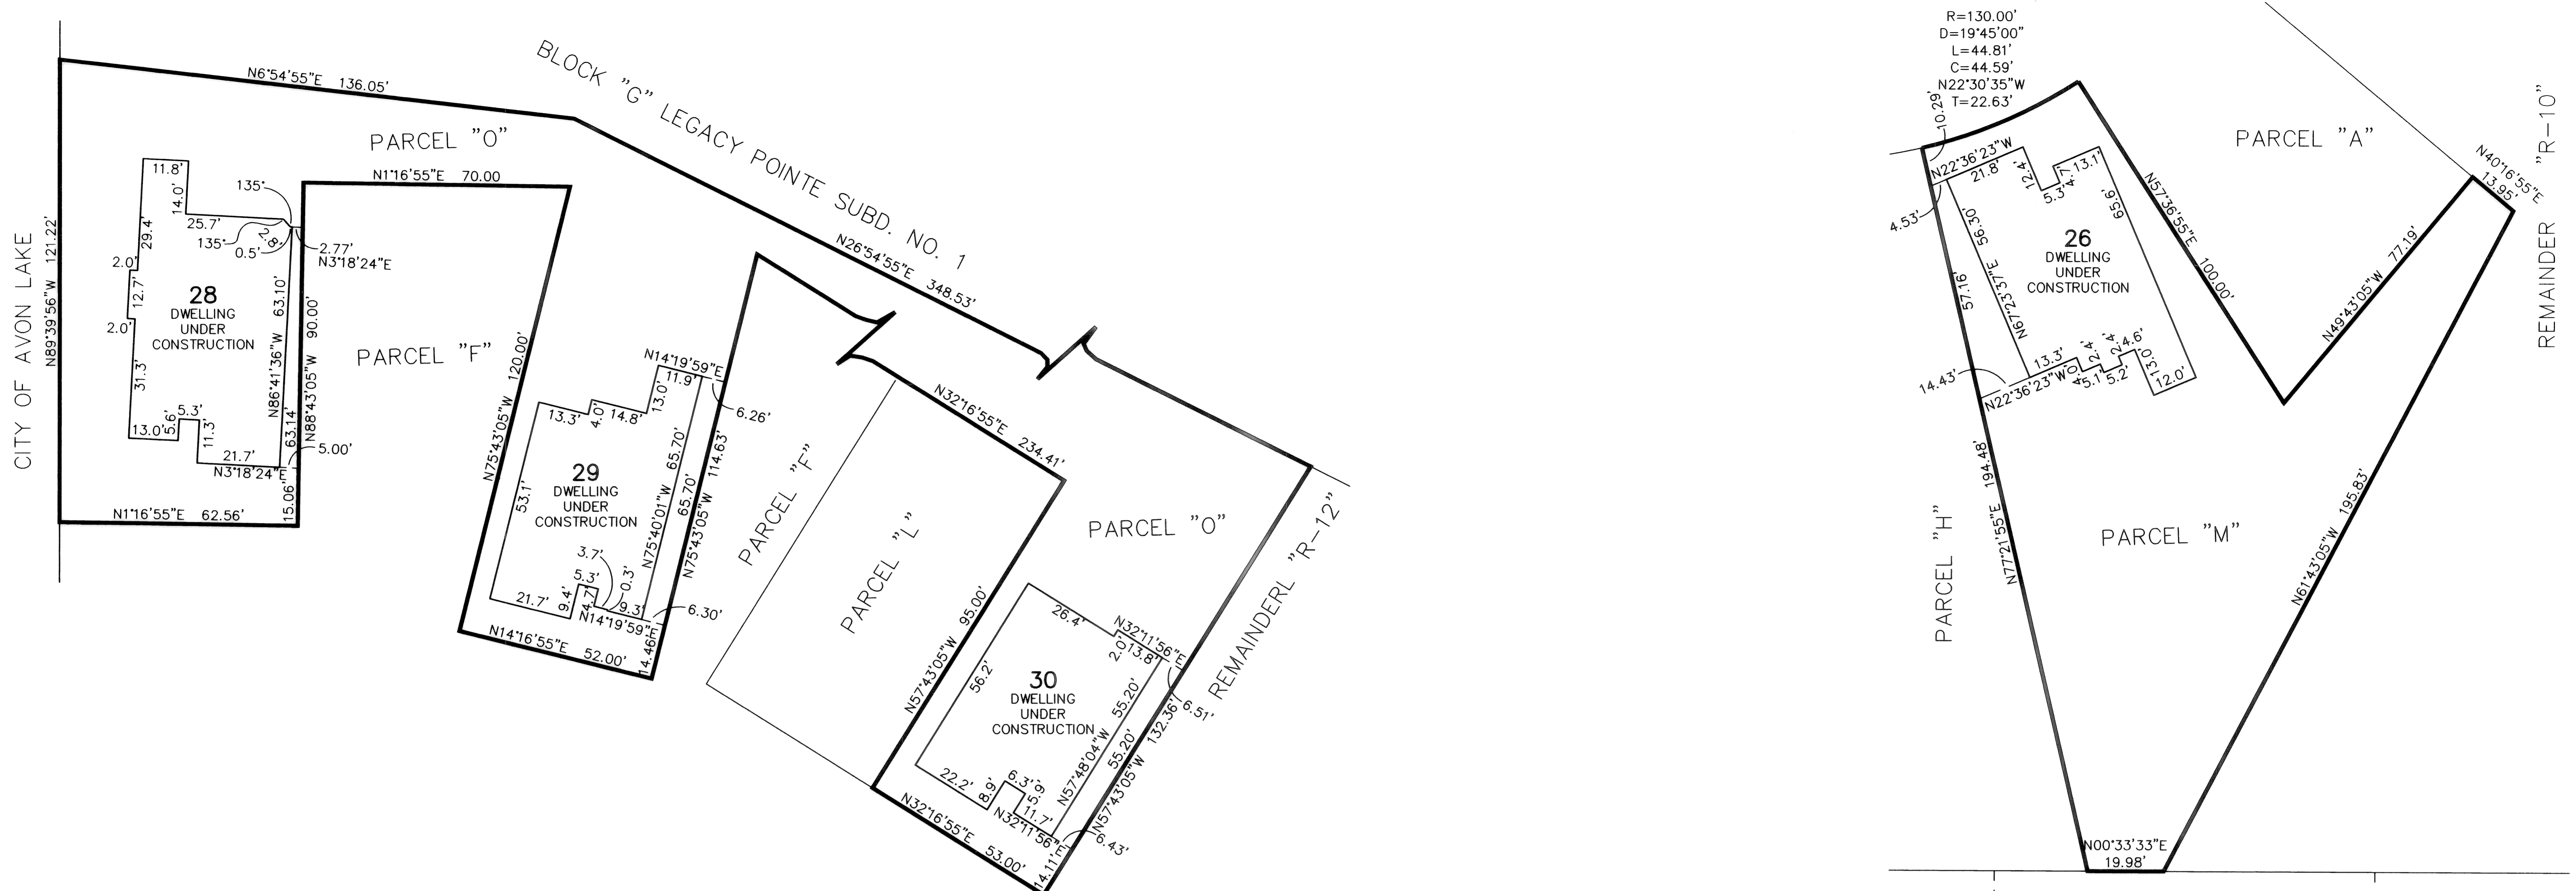 CITY OF AVON LAKE
N89°39'56"W 121.22'
N6°54'55"E 136.05'
PARCEL "O"
BLOCK "G" LEGACY POINTE SUBD. NO. 1
N26°54'55"E 348.53'
N1°16'55"E 70.00
11.8'
14.0'
135°
25.7'
135°
2.8'
0.5'
2.77'
N3°18'24"E
29.4'
2.0'
12.7'
2.0'
31.3'
28
DWELLING
UNDER
CONSTRUCTION
N86°41'36"W 63.10'
63.14'
N88°43'05"W 90.00'
13.0'
5.6'
5.3'
11.3'
21.7'
N3°18'24"E
5.00'
15.06'
N1°16'55"E 62.56'
PARCEL "F"
N75°43'05"W 120.00'
N14°19'59"E
11.9'
13.0'
13.3'
4.0'
14.8'
6.26'
29
DWELLING
UNDER
CONSTRUCTION
53.1'
65.70'
N75°40'01"W
65.70'
N75°43'05"W 114.63'
3.7'
5.3'
0.3'
21.7'
9.4'
4.7'
9.3'
N14°19'59"E
6.30'
14.46'
N14°16'55"E 52.00'
PARCEL "F"
PARCEL "L"
N32°16'55"E 234.41'
N57°43'05"W 95.00'
PARCEL "O"
REMAINDERL "R-12"
26.4'
N32°11'56"E
2.0'
13.8'
6.51'
56.2'
30
DWELLING
UNDER
CONSTRUCTION
55.20'
N57°48'04"W
55.20'
N57°43'05"W 132.36'
22.2'
8.9'
6.3'
5.9'
11.7'
N32°11'56"E
6.43'
14.11'
N32°16'55"E 53.00'
R=130.00'
D=19°45'00"
L=44.81'
C=44.59'
N22°30'35"W
T=22.63'
10.29'
N22°36'23"W
21.8'
12.4'
5.3'
4.7'
13.1'
65.6'
4.53'
56.30'
N67°23'37"E
57.16'
26
DWELLING
UNDER
CONSTRUCTION
PARCEL "A"
N57°36'55"E 100.00'
N49°43'05"W 77.19'
N40°16'55"E
13.95'
REMAINDER "R-10"
14.43'
N22°36'23"W
13.3'
2.4'
5.1'
5.2'
2.4'
4.6'
13.0'
12.0'
N77°21'55"E 194.48'
PARCEL "H"
PARCEL "M"
N61°43'05"W 195.83'
N00°33'33"E
19.98'